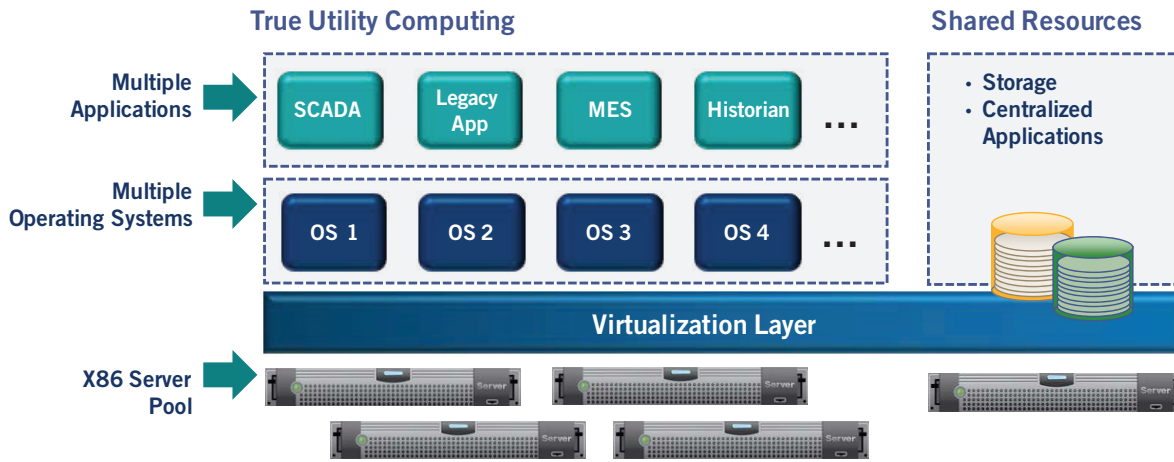 True Utility Computing
Shared Resources
Multiple
Applications
SCADA
Legacy
App
MES
Historian
...
• Storage
• Centralized
Applications
Multiple
Operating Systems
OS 1
OS 2
OS 3
OS 4
...
Virtualization Layer
X86 Server
Pool
Server
Server
Server
Server
Server